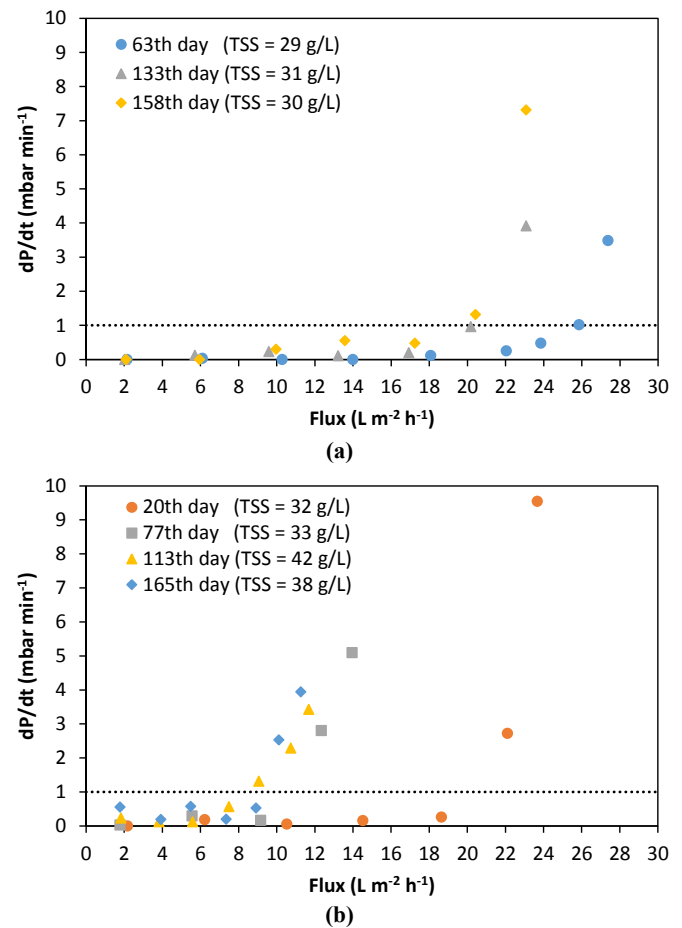 10
9
8
7
6
5
4
3
2
1
0
dP/dt (mbar min⁻¹)
63th day (TSS = 29 g/L)
133th day (TSS = 31 g/L)
158th day (TSS = 30 g/L)
0 2 4 6 8 10 12 14 16 18 20 22 24 26 28 30
Flux (L m⁻² h⁻¹)
(a)
10
9
8
7
6
5
4
3
2
1
0
dP/dt (mbar min⁻¹)
20th day (TSS = 32 g/L)
77th day (TSS = 33 g/L)
113th day (TSS = 42 g/L)
165th day (TSS = 38 g/L)
0 2 4 6 8 10 12 14 16 18 20 22 24 26 28 30
Flux (L m⁻² h⁻¹)
(b)